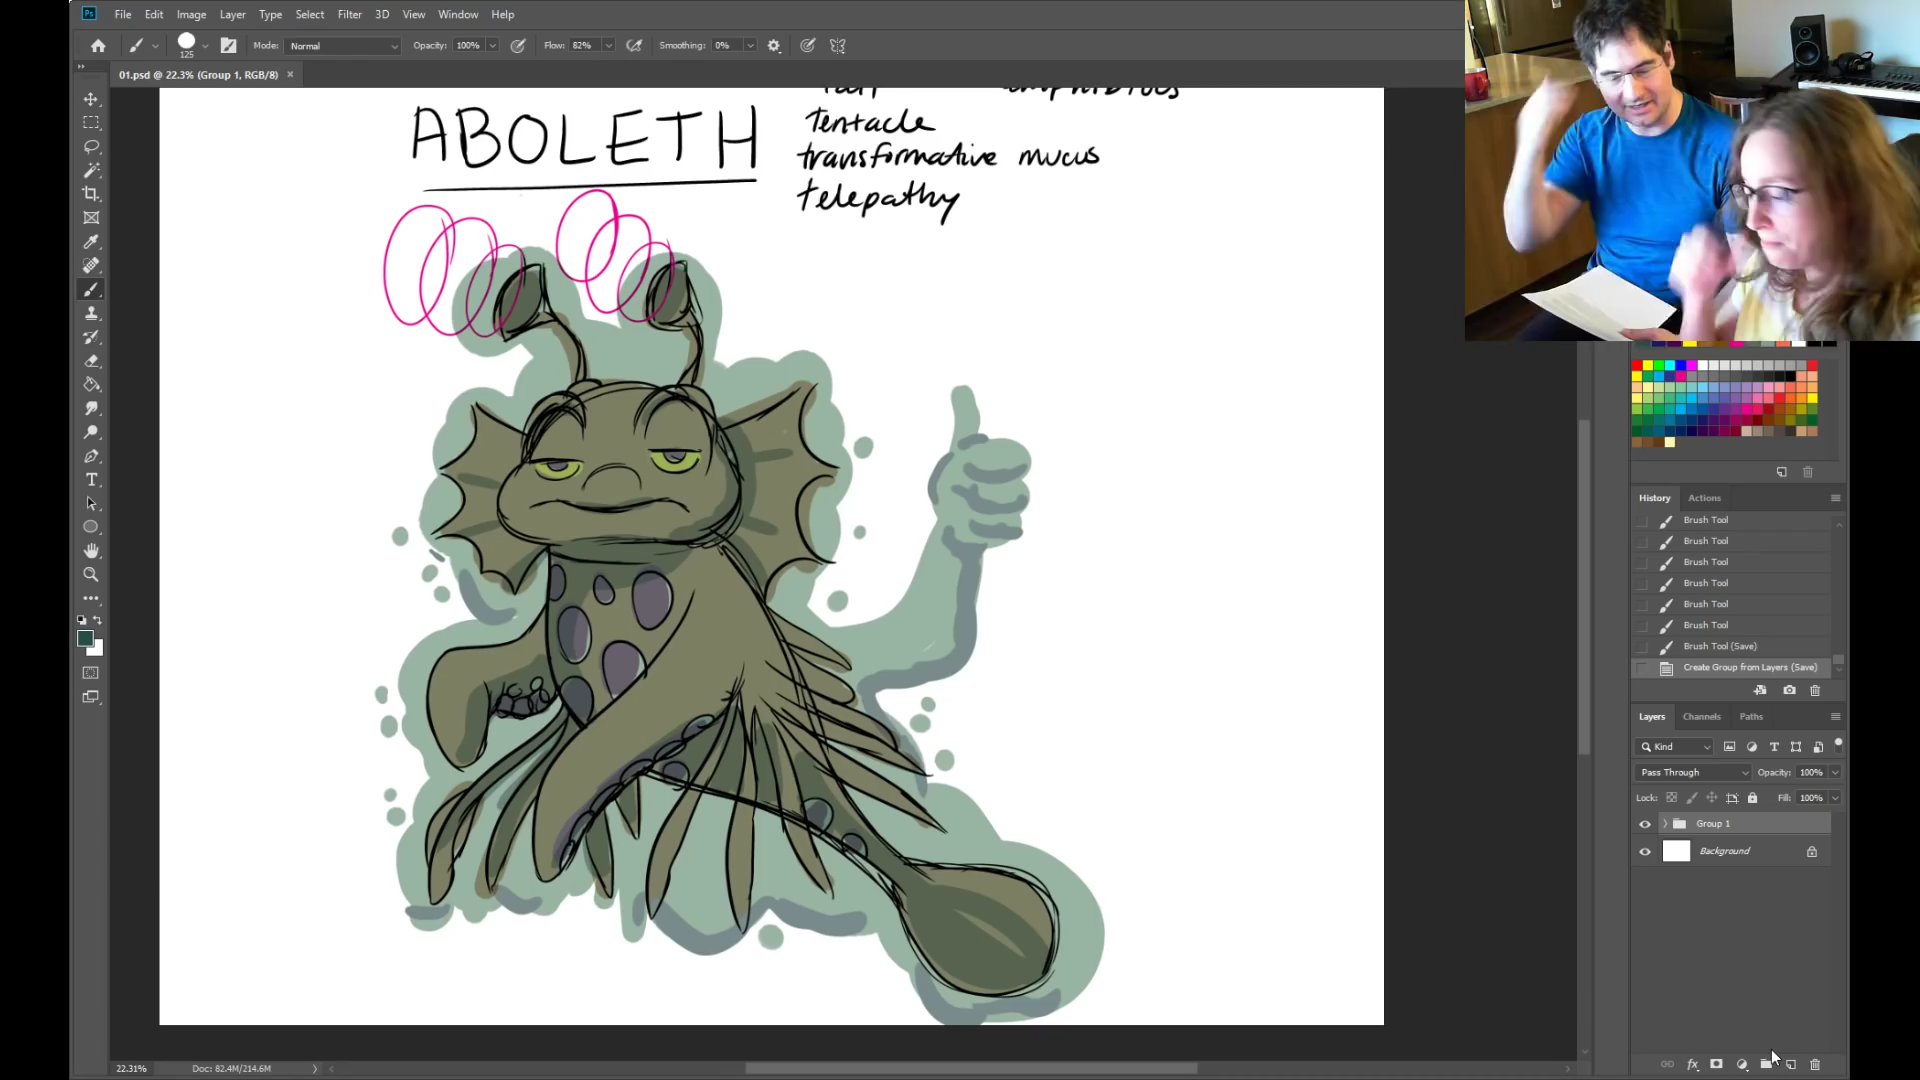 Ps File Edit Image Layer Type Select Filter 3D View Window Help
125 Mode: Normal Opacity: 100% Flow: 82% Smoothing: 0%
01.psd @ 22.3% (Group 1, RGB/8) ×
ABOLETH
tentacle
transformative mucus
telepathy
History Actions
Brush Tool
Brush Tool
Brush Tool
Brush Tool
Brush Tool
Brush Tool
Brush Tool (Save)
Create Group from Layers (Save)
Layers Channels Paths
Kind
Pass Through Opacity: 100%
Lock: Fill: 100%
Group 1
Background
fx
22.31% Doc: 82.4M/214.6M